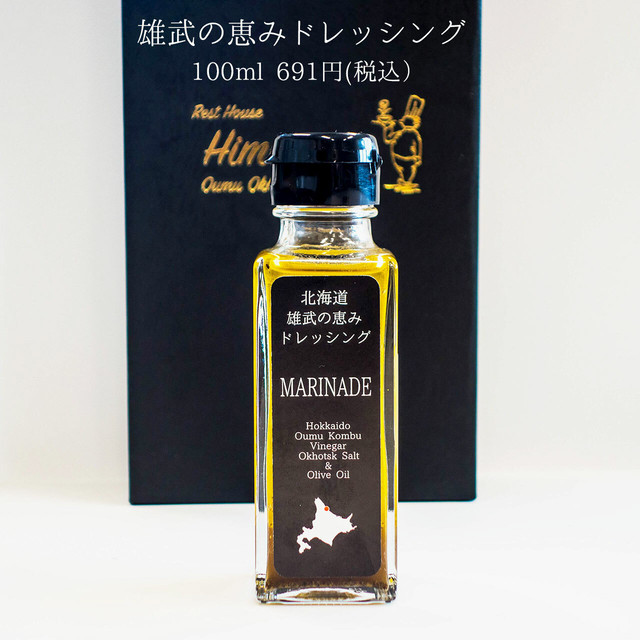 雄武の恵みドレッシング
100ml 691円(税込)
Rest House
Oumu
北海道
雄武の恵み
ドレッシング
MARINADE
Hokkaido
Oumu Kombu
Vinegar
Okhotsk Salt
&
Olive Oil